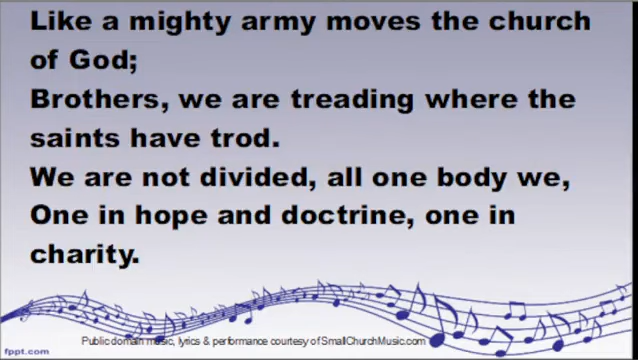 Like a mighty army moves the church
of God;
Brothers, we are treading where the
saints have trod.
We are not divided, all one body we,
One in hope and doctrine, one in
charity.
Public domain music, lyrics & performance courtesy of SmallChurchMusic.com
fppt.com